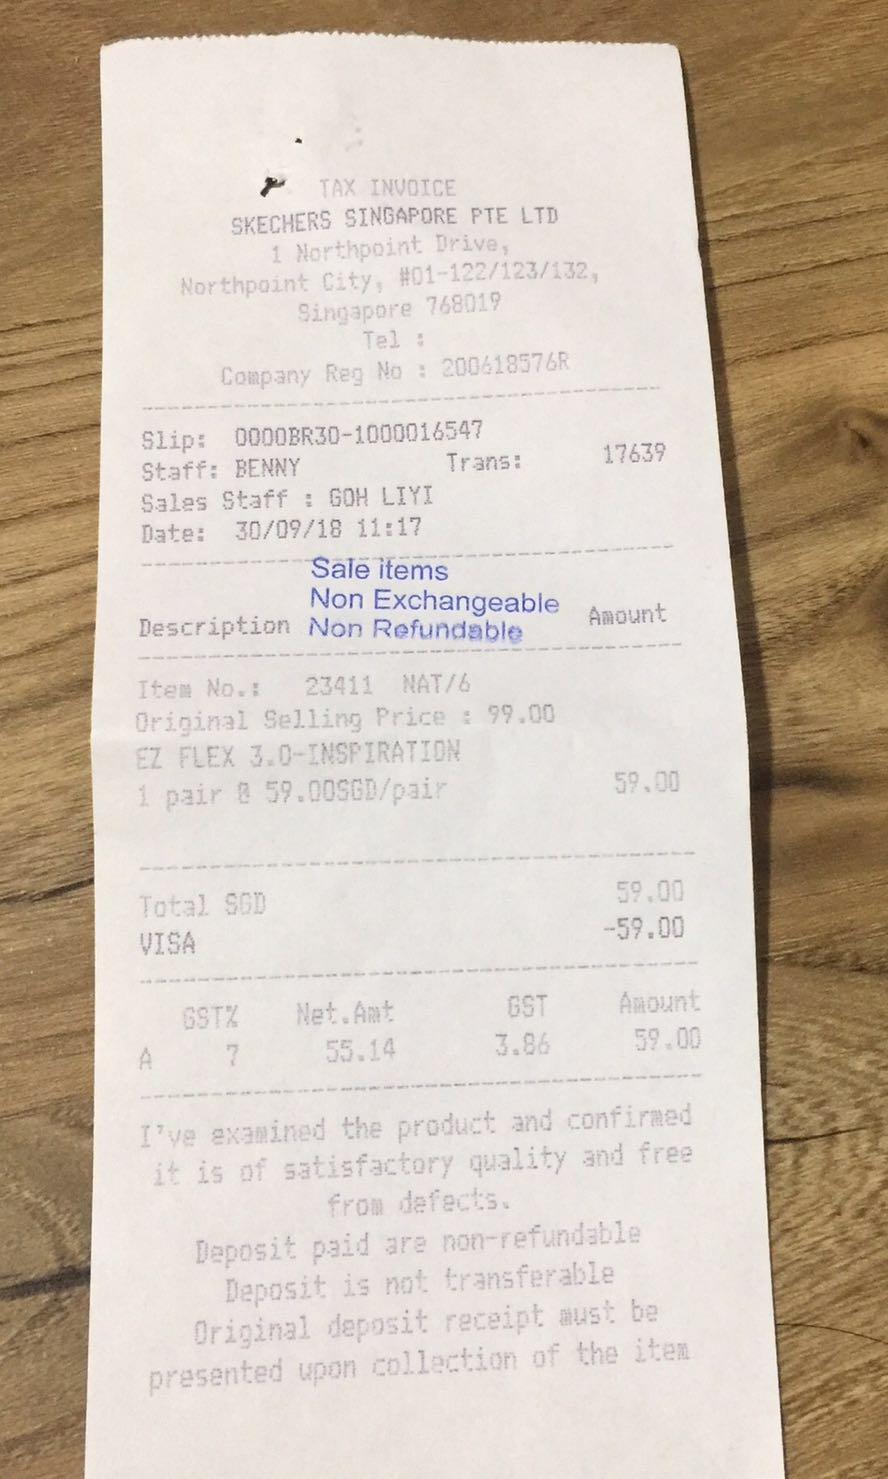 TAX INVOICE
SKECHERS SINGAPORE PTE LTD
1 Northpoint Drive,
Northpoint City, #01-122/123/132,
Singapore 768019
Tel :
Company Reg No : 200618576R
Slip: 0000BR30-1000016547
Staff: BENNY Trans: 17639
Sales Staff : GOH LIYI
Date: 30/09/18 11:17
Sale items
Non Exchangeable
Description Non Refundable Amount
Item No.: 23411 NAT/6
Original Selling Price : 99.00
EZ FLEX 3.0-INSPIRATION
1 pair @ 59.00SGD/pair 59.00
Total SGD 59.00
VISA -59.00
GST% Net.Amt GST Amount
A 7 55.14 3.86 59.00
I've examined the product and confirmed
it is of satisfactory quality and free
from defects.
Deposit paid are non-refundable
Deposit is not transferable
Original deposit receipt must be
presented upon collection of the item